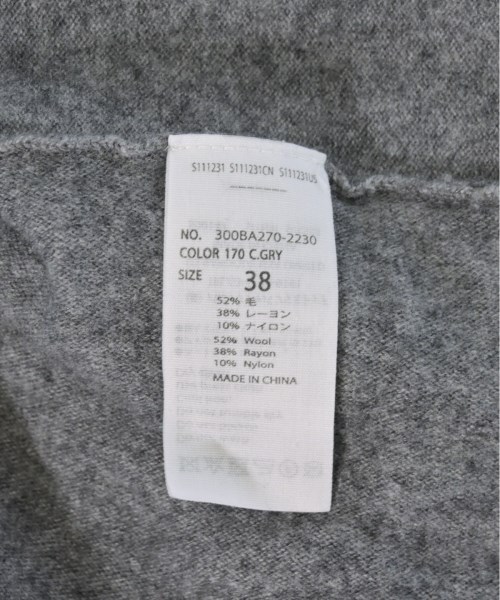 S111231 S111231CN S111231US
NO. 300BA270-2230
COLOR 170 C.GRY
SIZE 38
52% 毛
38% レーヨン
10% ナイロン
52% Wool
38% Rayon
10% Nylon
MADE IN CHINA